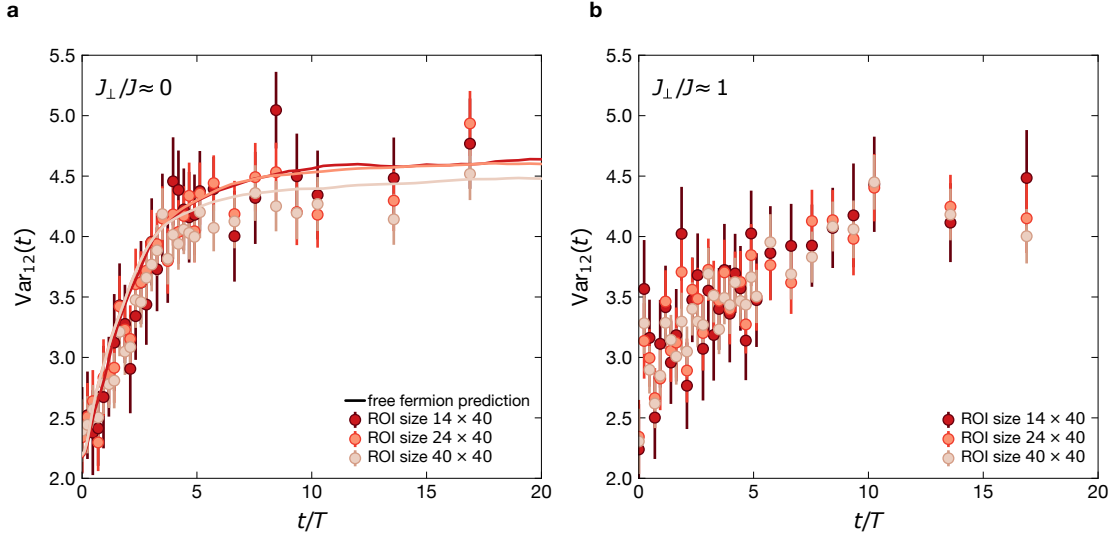 a
b
J⊥/J≈ 0
J⊥/J≈ 1
Var₁₂(t)
5.5
5.0
4.5
4.0
3.5
3.0
2.5
2.0
free fermion prediction
ROI size 14 × 40
ROI size 24 × 40
ROI size 40 × 40
0 5 10 15 20
t/T
Var₁₂(t)
5.5
5.0
4.5
4.0
3.5
3.0
2.5
2.0
ROI size 14 × 40
ROI size 24 × 40
ROI size 40 × 40
0 5 10 15 20
t/T